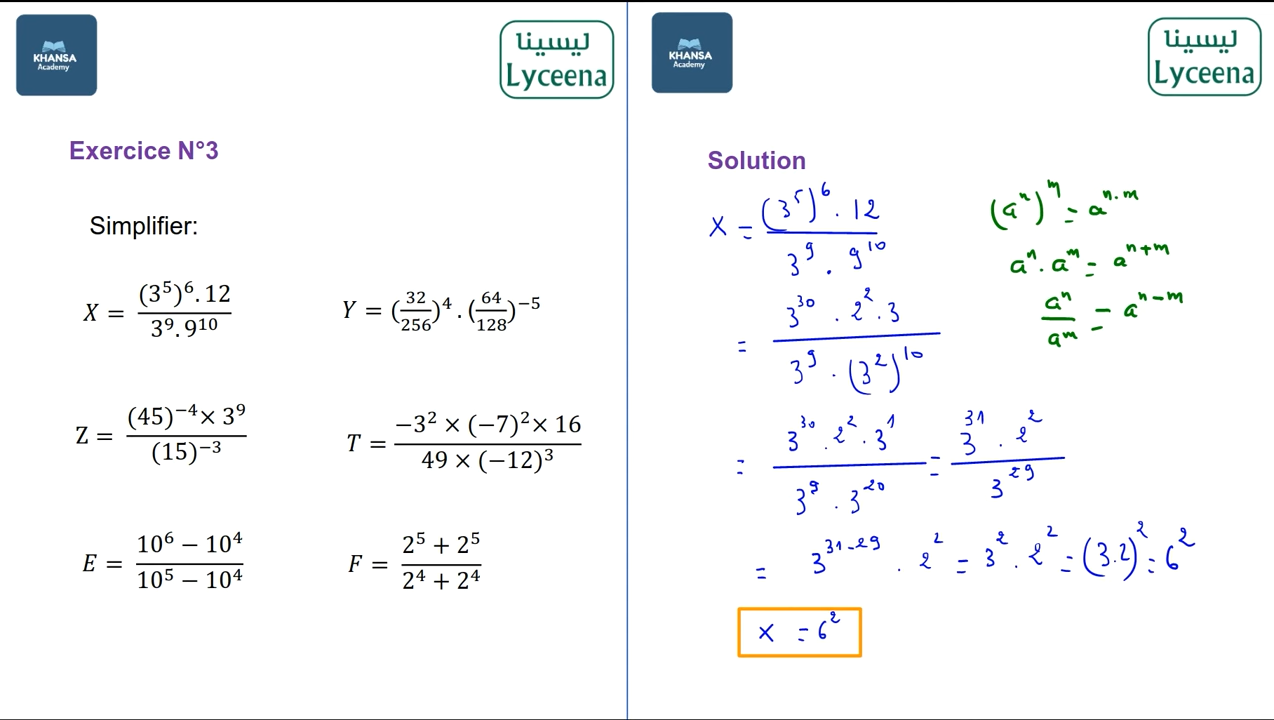 KHANSA
Academy
ليسينا
Lyceena
Exercice N°3
Simplifier:
X = (3⁵)⁶.12 / 3⁹.9¹⁰
Y = (32/256)⁴ . (64/128)⁻⁵
Z = (45)⁻⁴ × 3⁹ / (15)⁻³
T = −3² × (−7)² × 16 / 49 × (−12)³
E = 10⁶ − 10⁴ / 10⁵ − 10⁴
F = 2⁵ + 2⁵ / 2⁴ + 2⁴
KHANSA
Academy
ليسينا
Lyceena
Solution
X = (3⁵)⁶ . 12 / 3⁹ . 9¹⁰
= 3³⁰ . 2² . 3 / 3⁹ . (3²)¹⁰
= 3³⁰ . 2² . 3¹ / 3⁹ . 3²⁰ = 3³¹ . 2² / 3²⁹
= 3³¹⁻²⁹ . 2² = 3² . 2² = (3.2)² = 6²
x = 6²
(aⁿ)ᵐ = aⁿ·ᵐ
aⁿ . aᵐ = aⁿ⁺ᵐ
aⁿ / aᵐ = aⁿ⁻ᵐ